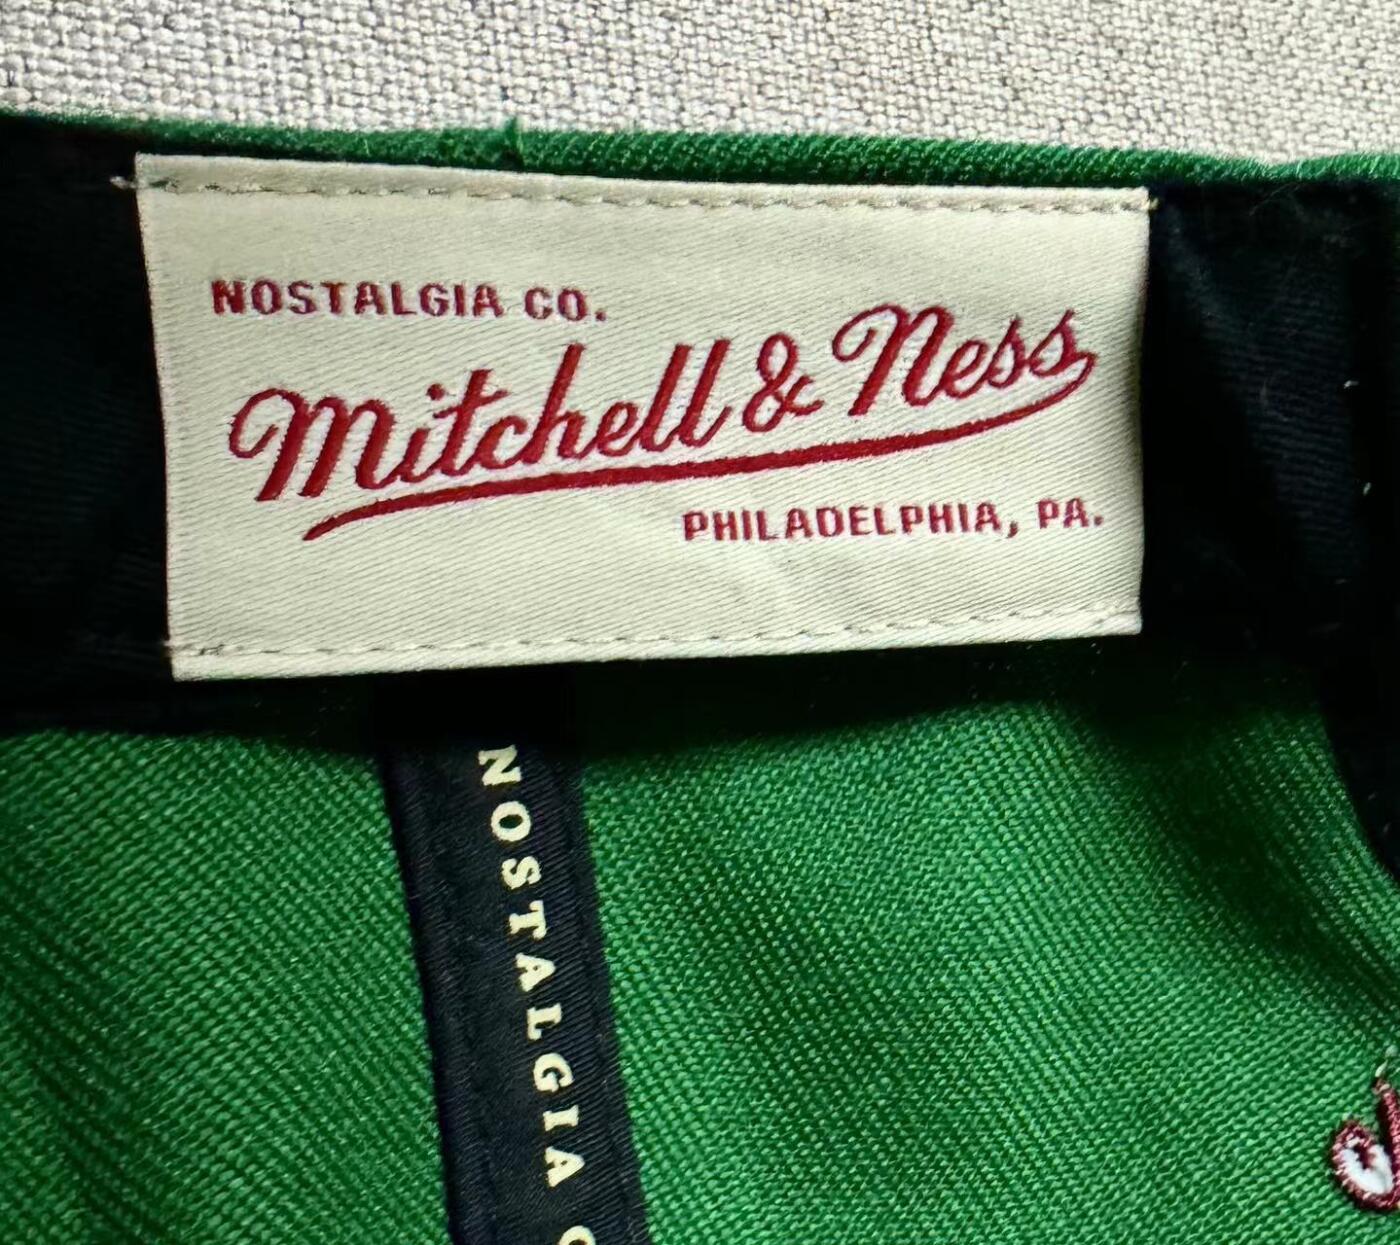 NOSTALGIA CO.
Mitchell & Ness
PHILADELPHIA, PA.
NOSTALGIA